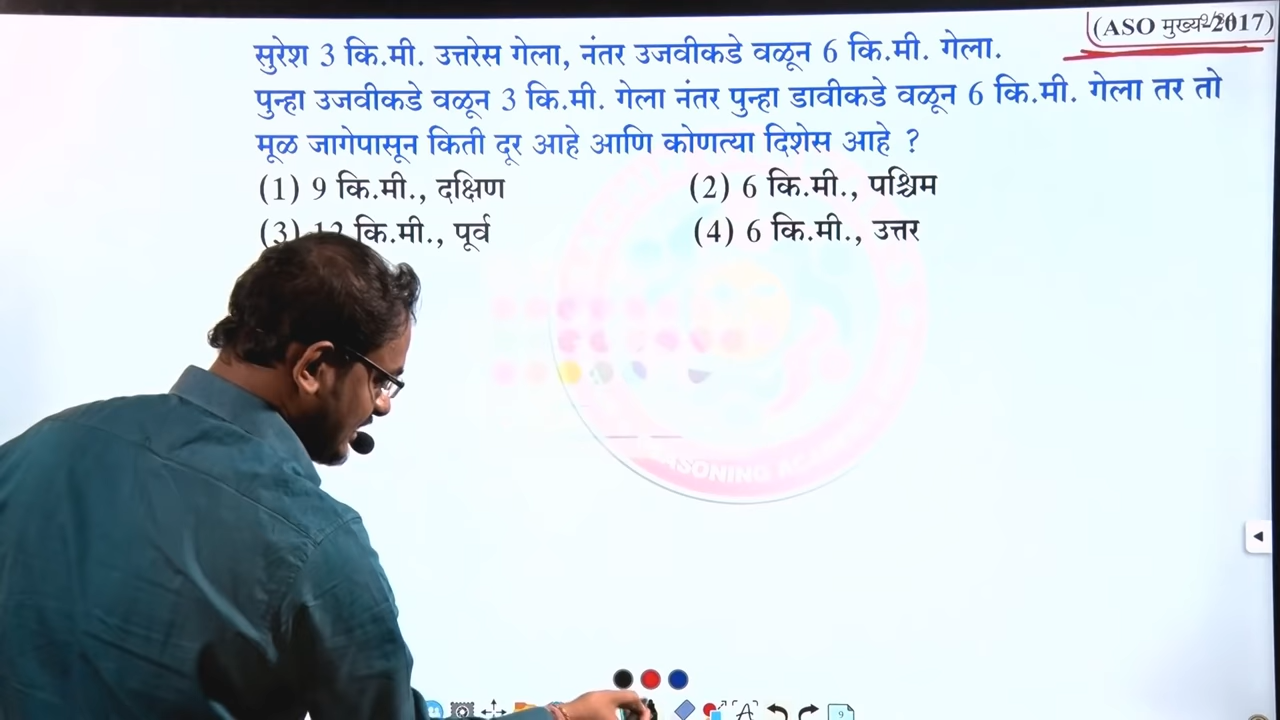 (ASO मुख्य-2017)
सुरेश 3 कि.मी. उत्तरेस गेला, नंतर उजवीकडे वळून 6 कि.मी. गेला.
पुन्हा उजवीकडे वळून 3 कि.मी. गेला नंतर पुन्हा डावीकडे वळून 6 कि.मी. गेला तर तो
मूळ जागेपासून किती दूर आहे आणि कोणत्या दिशेस आहे ?
(1) 9 कि.मी., दक्षिण (2) 6 कि.मी., पश्चिम
(3) 12 कि.मी., पूर्व (4) 6 कि.मी., उत्तर